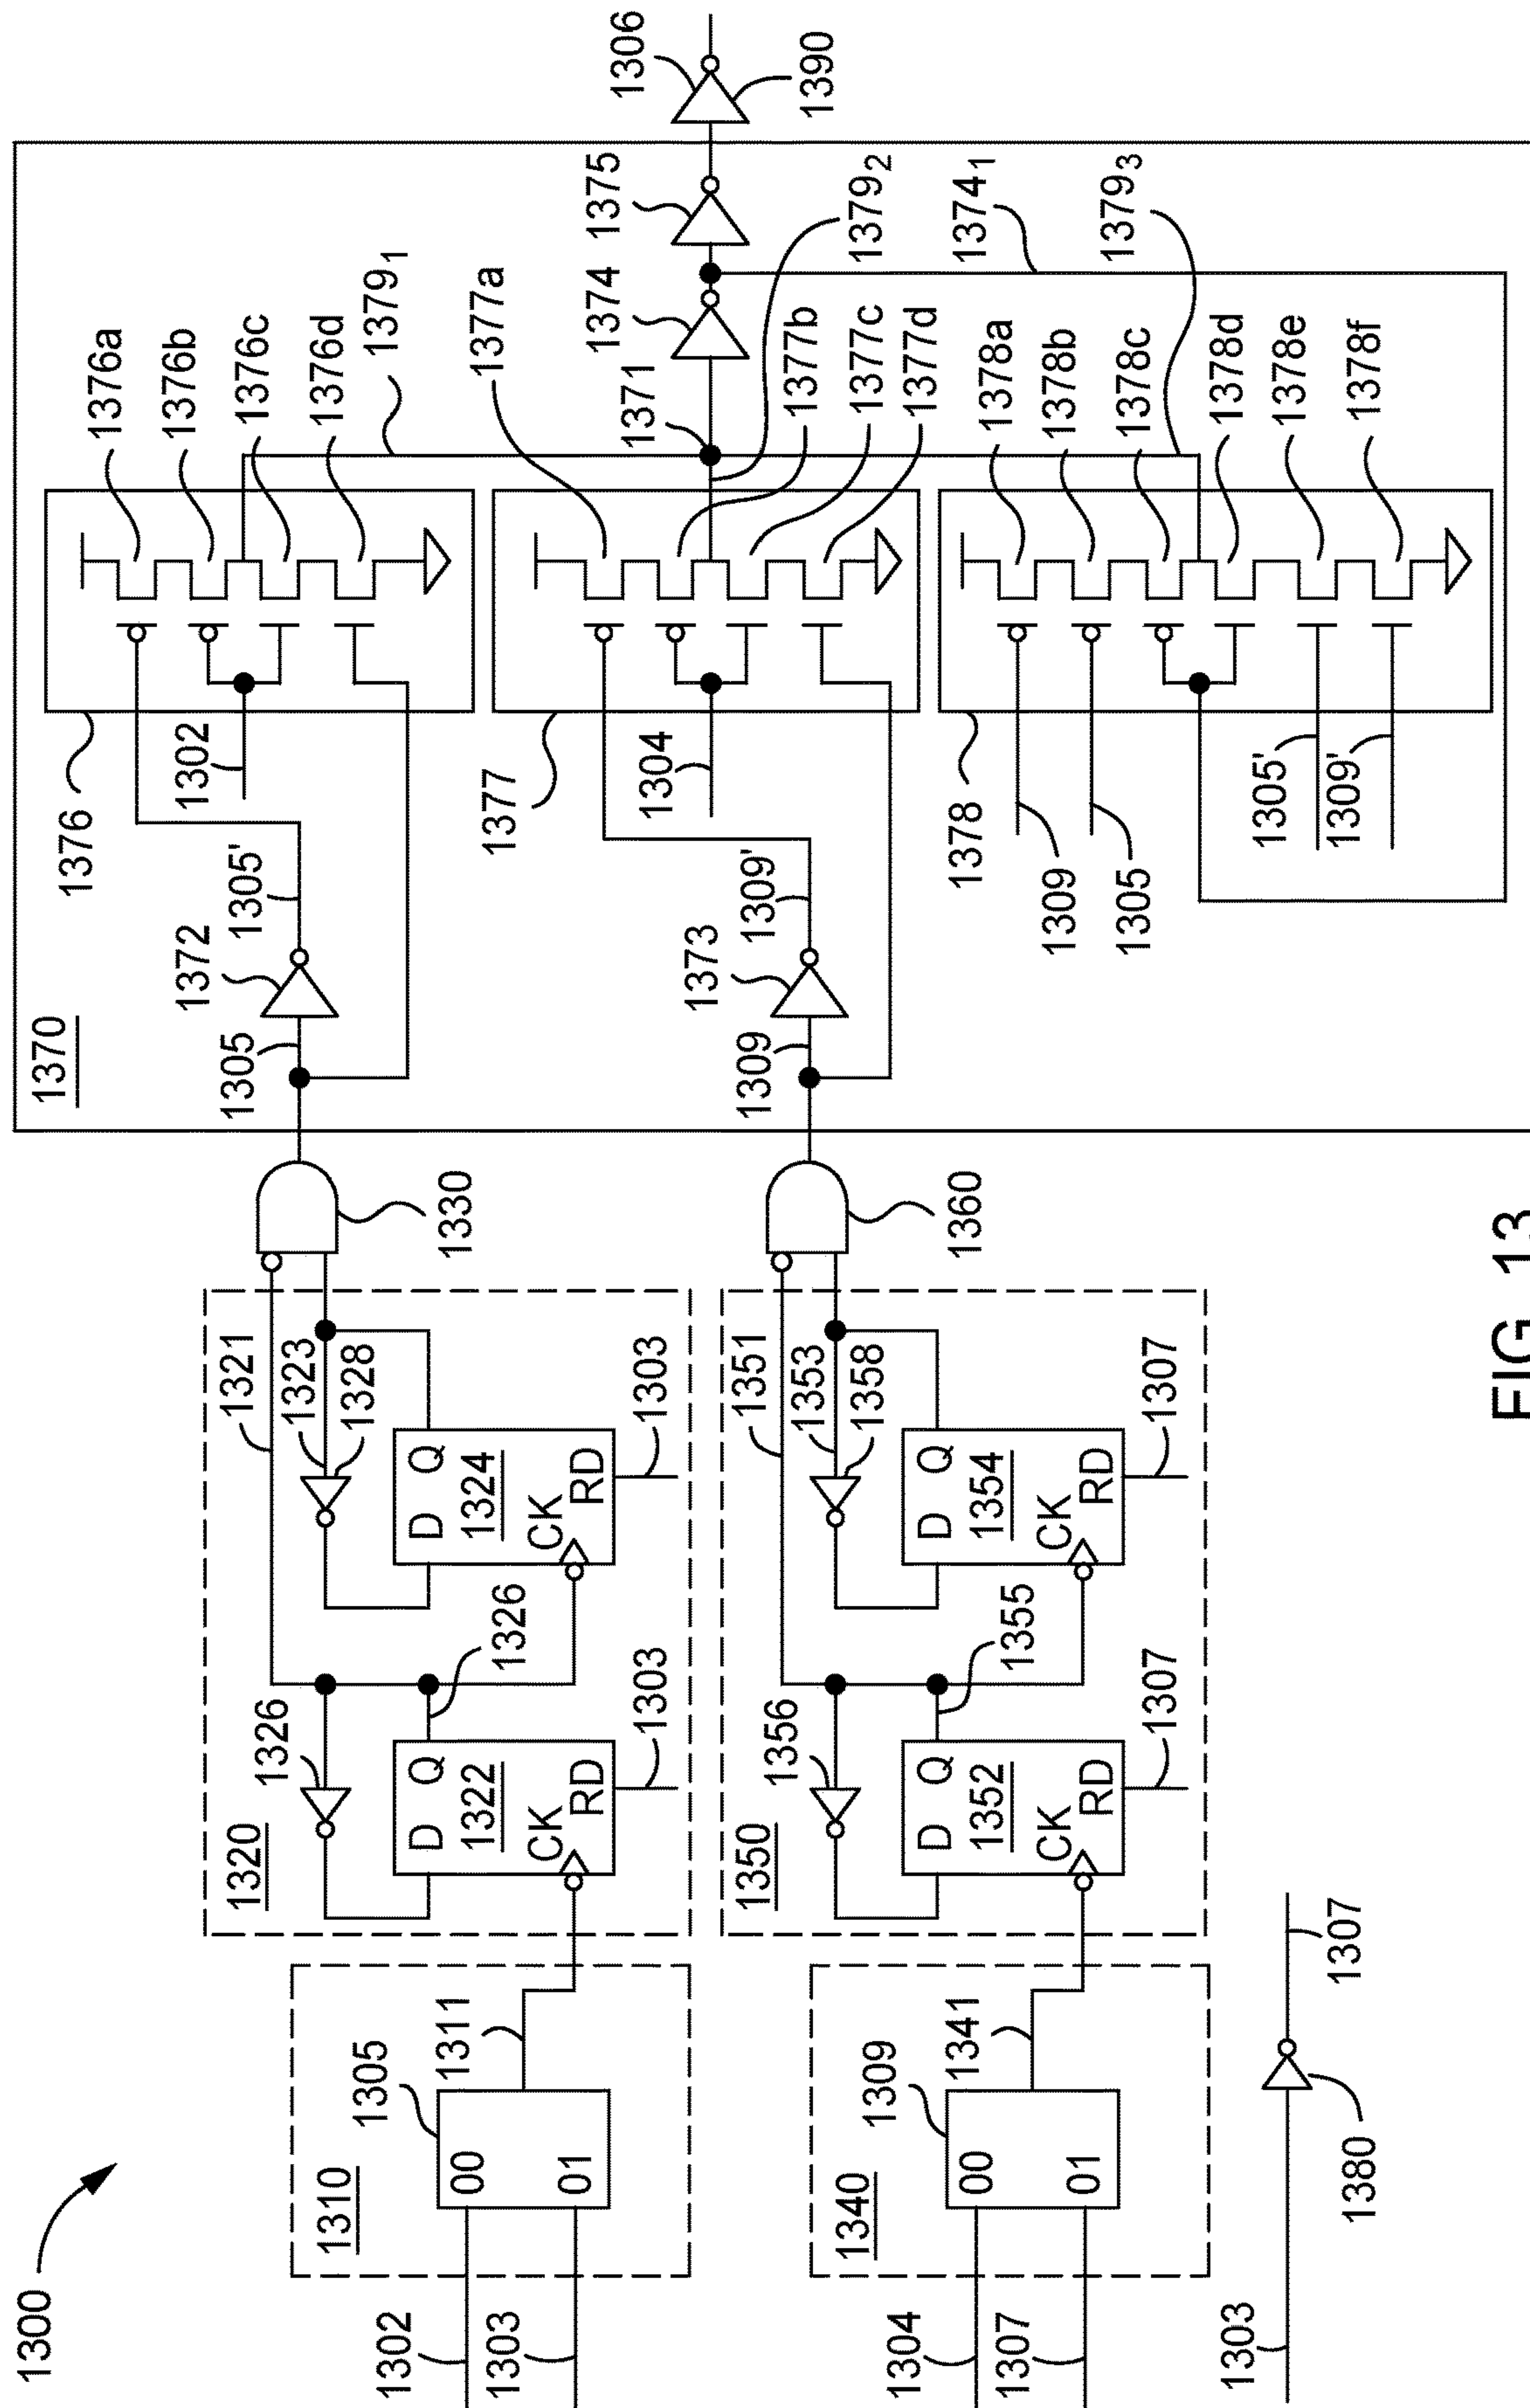 1300
1302
1303
1310
1305
00
01
1311
1304
1307
1340
1309
00
01
1341
1303
1380
1307
1320
1326
D Q
1322
CK
RD
1303
1326
1321
1323
1328
D Q
1324
CK
RD
1303
1350
1356
D Q
1352
CK
RD
1307
1355
1351
1353
1358
D Q
1354
CK
RD
1307
1330
1360
1370
1305
1372
1305'
1376
1302
1309
1373
1309'
1377
1304
1378
1309
1305
1305'
1309'
1376a
1376b
1376c
1376d
1379₁
1377a
1371
1374
1375
1377b
1377c
1377d
1379₂
1374₁
1379₃
1378a
1378b
1378c
1378d
1378e
1378f
1306
1390
FIG. 13